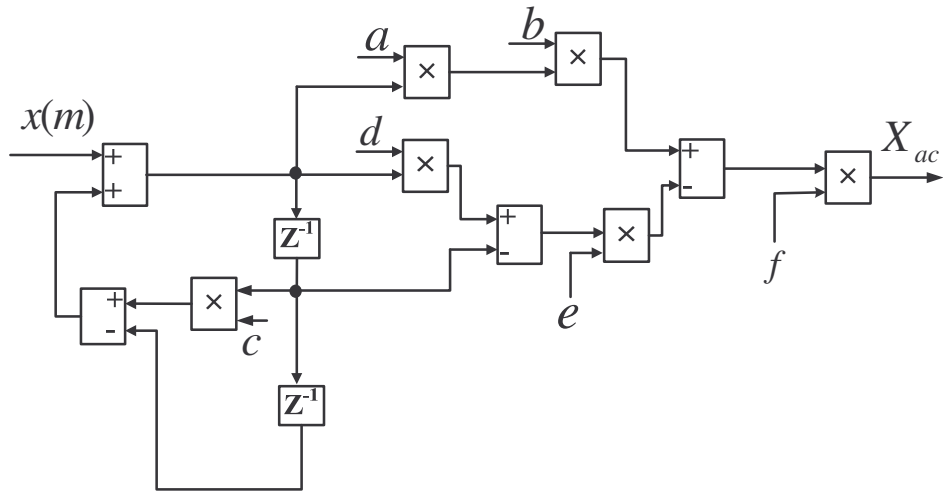 a
b
×
×
x(m)
d
+
+
×
+
-
X_ac
×
Z⁻¹
+
-
×
e
f
+
-
×
c
Z⁻¹